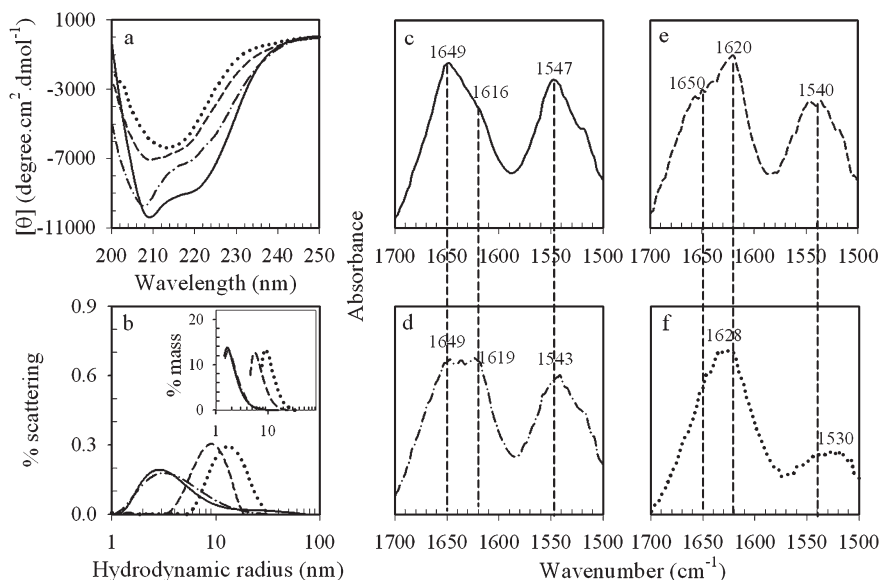 a
1000
-3000
-7000
-11000
[θ] (degree.cm².dmol⁻¹)
200 210 220 230 240 250
Wavelength (nm)
b
0.9
0.6
0.3
0.0
% scattering
20
10
0
% mass
1 10
1 10 100
Hydrodynamic radius (nm)
Absorbance
c
1649
1616
1547
1700 1650 1600 1550 1500
d
1649
1619
1543
1700 1650 1600 1550 1500
e
1650
1620
1540
1700 1650 1600 1550 1500
f
1628
1530
1700 1650 1600 1550 1500
Wavenumber (cm⁻¹)